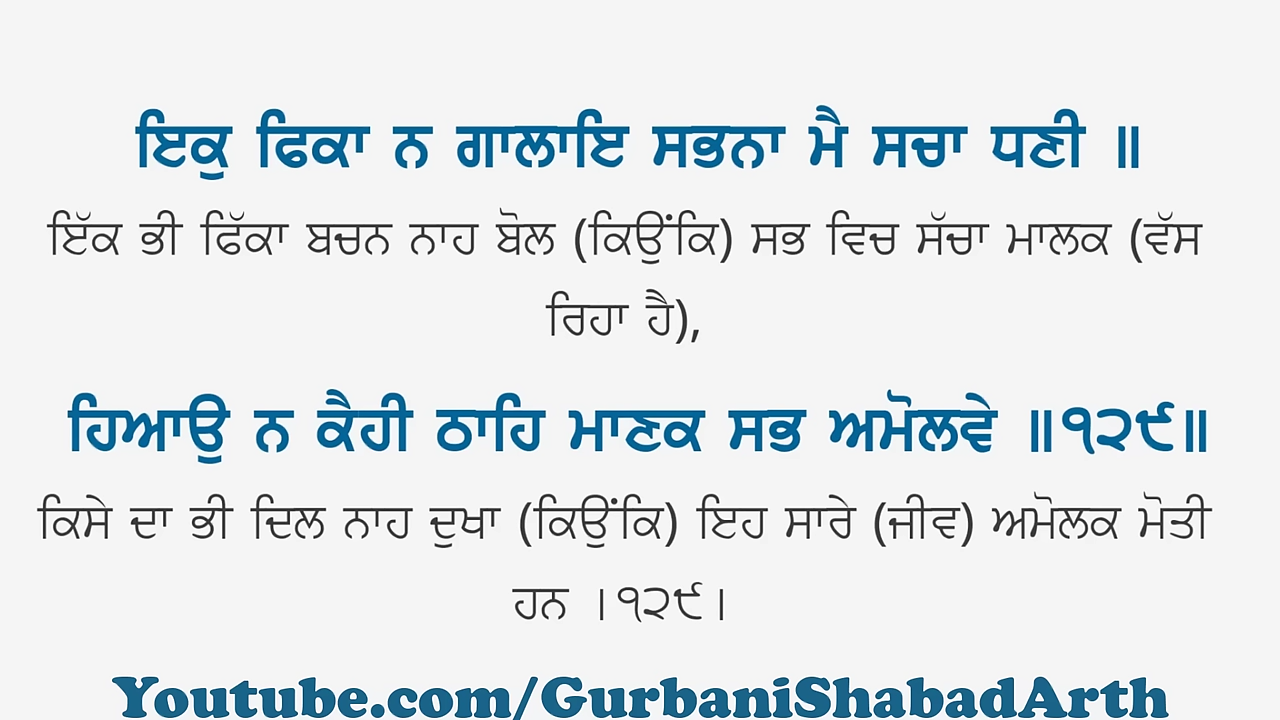 ਇਕੁ ਫਿਕਾ ਨ ਗਾਲਾਇ ਸਭਨਾ ਮੈ ਸਚਾ ਧਣੀ ॥
ਇੱਕ ਭੀ ਫਿੱਕਾ ਬਚਨ ਨਾਹ ਬੋਲ (ਕਿਉਂਕਿ) ਸਭ ਵਿਚ ਸੱਚਾ ਮਾਲਕ (ਵੱਸ
ਰਿਹਾ ਹੈ),
ਹਿਆਉ ਨ ਕੈਹੀ ਠਾਹਿ ਮਾਣਕ ਸਭ ਅਮੋਲਵੇ ॥੧੨੯॥
ਕਿਸੇ ਦਾ ਭੀ ਦਿਲ ਨਾਹ ਦੁਖਾ (ਕਿਉਂਕਿ) ਇਹ ਸਾਰੇ (ਜੀਵ) ਅਮੋਲਕ ਮੋਤੀ
ਹਨ ।੧੨੯।
Youtube.com/GurbaniShabadArth